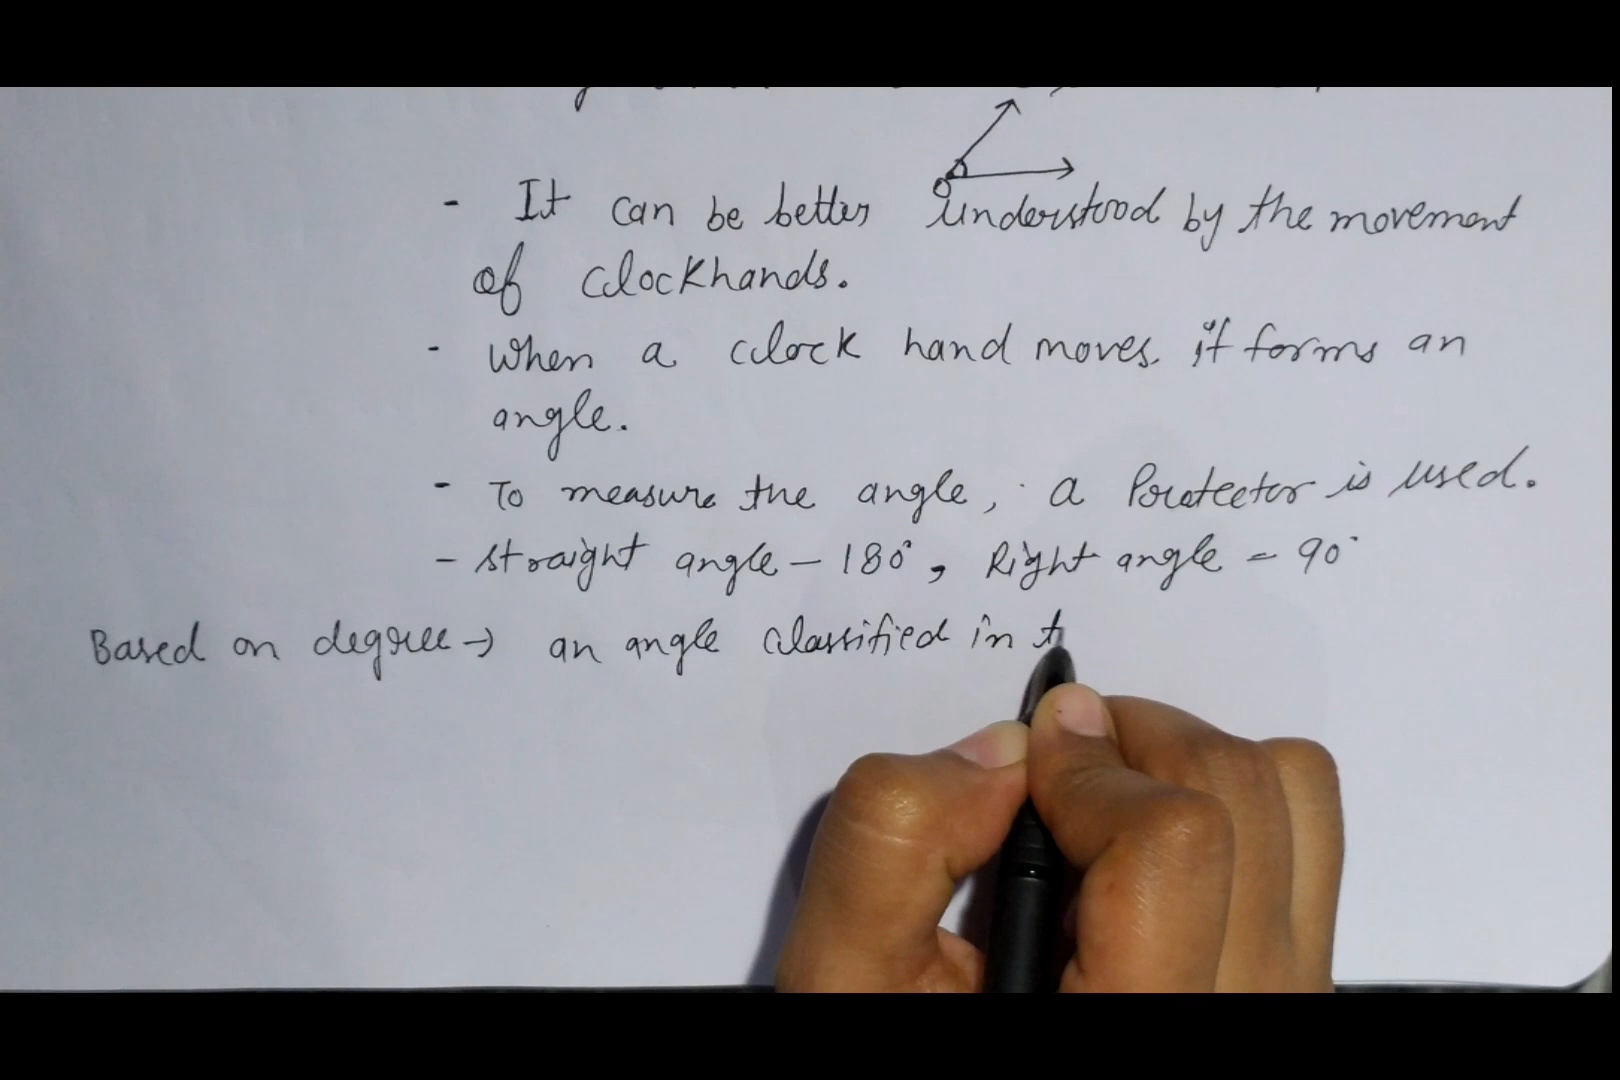 O
- It can be better understood by the movement
of clockhands.
- When a clock hand moves it forms an
angle.
- To measure the angle, a Protector is used.
- straight angle - 180°, Right angle = 90°
Based on degree → an angle classified in t